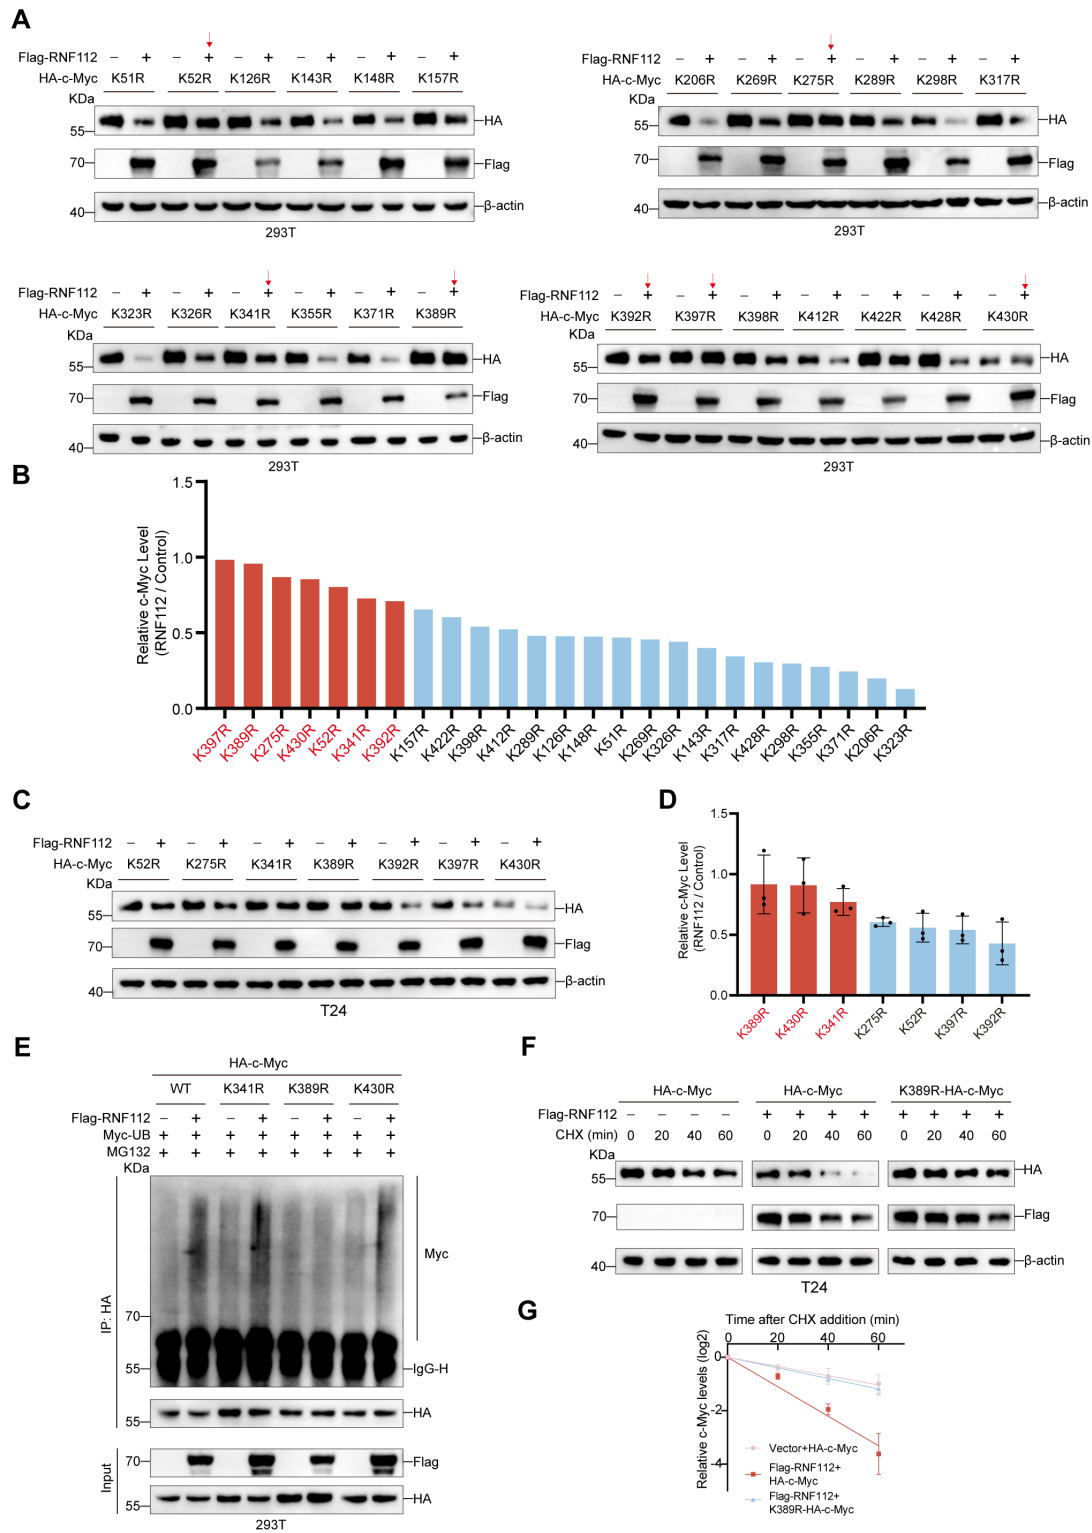 A
Flag-RNF112 – + – + – + – + – + – +
HA-c-Myc K51R K52R K126R K143R K148R K157R
KDa
55
HA
70
Flag
40
β-actin
293T
Flag-RNF112 – + – + – + – + – + – +
HA-c-Myc K206R K269R K275R K289R K298R K317R
KDa
55
HA
70
Flag
40
β-actin
293T
Flag-RNF112 – + – + – + – + – + – +
HA-c-Myc K323R K326R K341R K355R K371R K389R
KDa
55
HA
70
Flag
40
β-actin
293T
Flag-RNF112 – + – + – + – + – + – + – +
HA-c-Myc K392R K397R K398R K412R K422R K428R K430R
KDa
55
HA
70
Flag
40
β-actin
293T
B
Relative c-Myc Level
(RNF112 / Control)
1.5
1.0
0.5
0.0
K397R K389R K275R K430R K52R K341R K392R K157R K422R K398R K412R K289R K126R K148R K51R K269R K326R K143R K317R K428R K298R K355R K371R K206R K323R
C
Flag-RNF112 – + – + – + – + – + – + – +
HA-c-Myc K52R K275R K341R K389R K392R K397R K430R
KDa
55
HA
70
Flag
40
β-actin
T24
D
Relative c-Myc Level
(RNF112 / Control)
1.5
1.0
0.5
0.0
K389R K430R K341R K275R K52R K397R K392R
E
HA-c-Myc
WT K341R K389R K430R
Flag-RNF112 – + – + – + – +
Myc-UB + + + + + + + +
MG132 + + + + + + + +
KDa
IP: HA
Myc
70
55
IgG-H
55
HA
Input
70
Flag
55
HA
293T
F
HA-c-Myc HA-c-Myc K389R-HA-c-Myc
Flag-RNF112 – – – – + + + + + + + +
CHX (min) 0 20 40 60 0 20 40 60 0 20 40 60
KDa
55
HA
70
Flag
40
β-actin
T24
G
Time after CHX addition (min)
0 20 40 60
Relative c-Myc levels (log2)
0
-2
-4
Vector+HA-c-Myc
Flag-RNF112+
HA-c-Myc
Flag-RNF112+
K389R-HA-c-Myc